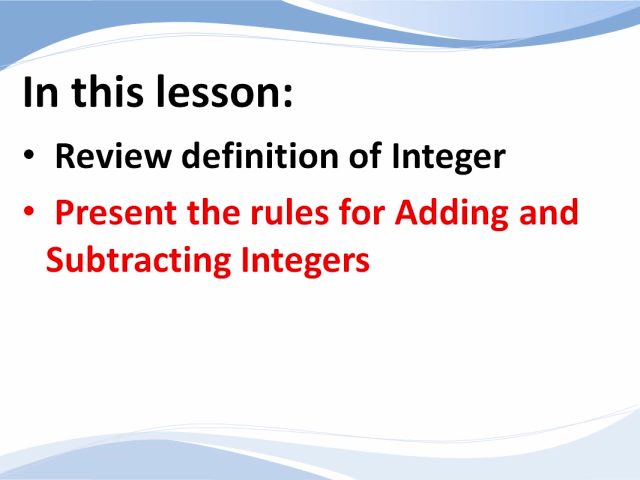 In this lesson:
• Review definition of Integer
• Present the rules for Adding and
Subtracting Integers